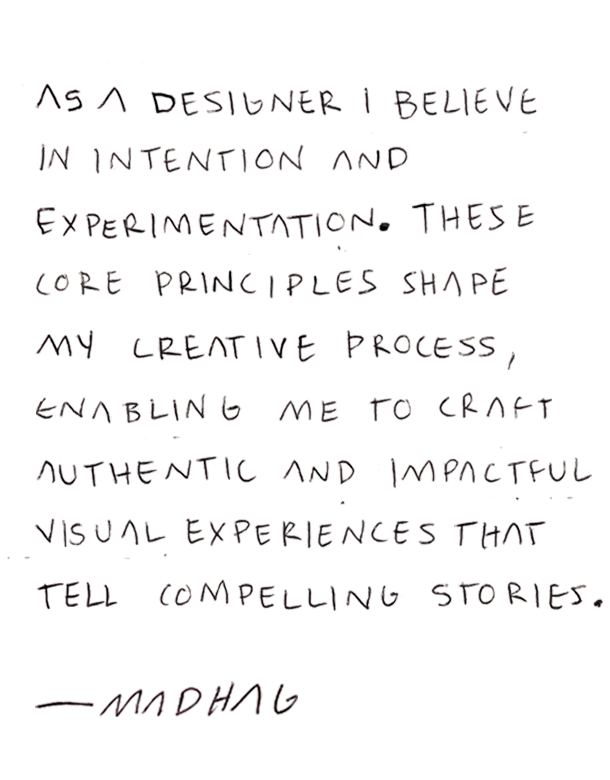 AS A DESIGNER I BELIEVE
IN INTENTION AND
EXPERIMENTATION. THESE
CORE PRINCIPLES SHAPE
MY CREATIVE PROCESS,
ENABLING ME TO CRAFT
AUTHENTIC AND IMPACTFUL
VISUAL EXPERIENCES THAT
TELL COMPELLING STORIES.
—MADHAG